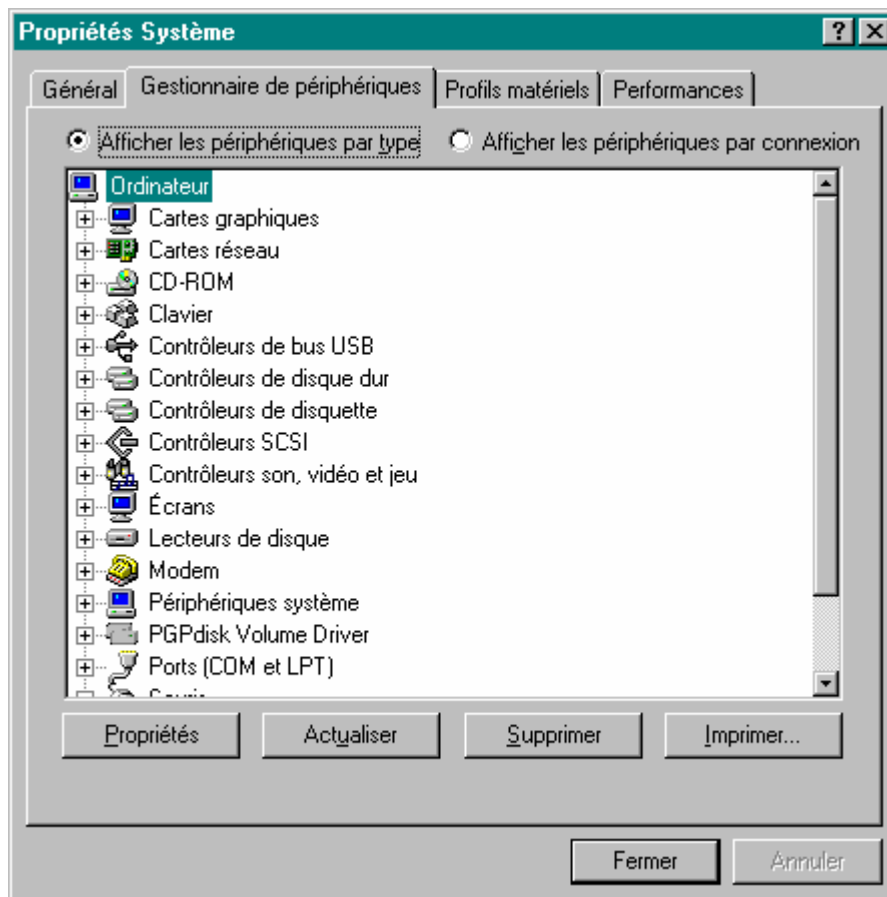 Propriétés Système
Général Gestionnaire de périphériques Profils matériels Performances
Afficher les périphériques par type Afficher les périphériques par connexion
Ordinateur
Cartes graphiques
Cartes réseau
CD-ROM
Clavier
Contrôleurs de bus USB
Contrôleurs de disque dur
Contrôleurs de disquette
Contrôleurs SCSI
Contrôleurs son, vidéo et jeu
Écrans
Lecteurs de disque
Modem
Périphériques système
PGPdisk Volume Driver
Ports (COM et LPT)
Propriétés Actualiser Supprimer Imprimer...
Fermer Annuler